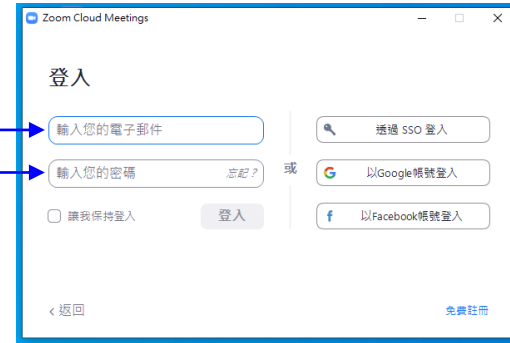 Zoom Cloud Meetings
登入
輸入您的電子郵件
輸入您的密碼 忘記？
讓我保持登入 登入
或
透過 SSO 登入
以Google帳號登入
以Facebook帳號登入
返回
免費註冊